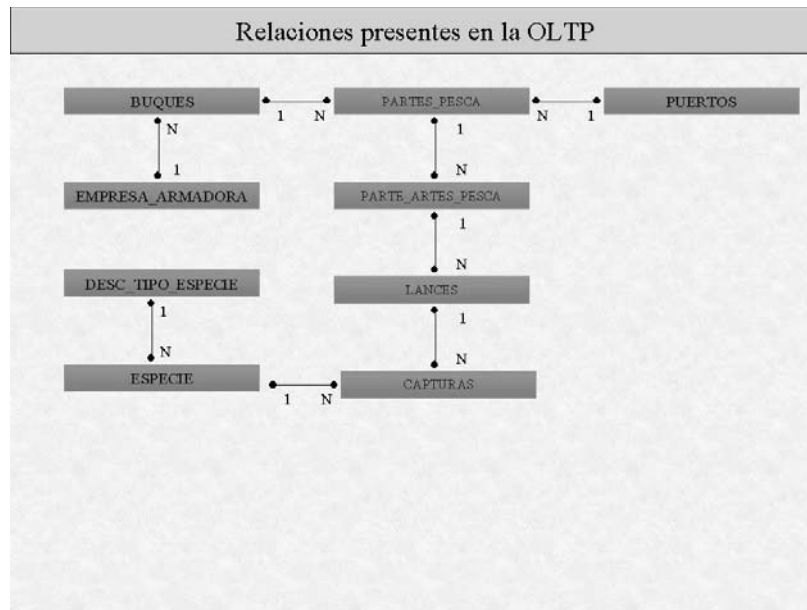 Relaciones presentes en la OLTP
BUQUES
1 N
PARTES_PESCA
N 1
PUERTOS
N
1
1
N
EMPRESA_ARMADORA
PARTE_ARTES_PESCA
1
N
DESC_TIPO_ESPECIE
LANCES
1
N
1
N
ESPECIE
1 N
CAPTURAS